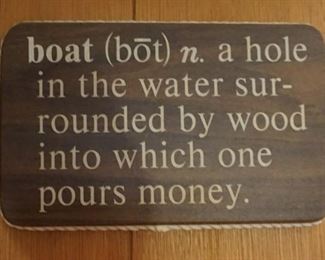 boat (bōt) n. a hole
in the water sur-
rounded by wood
into which one
pours money.